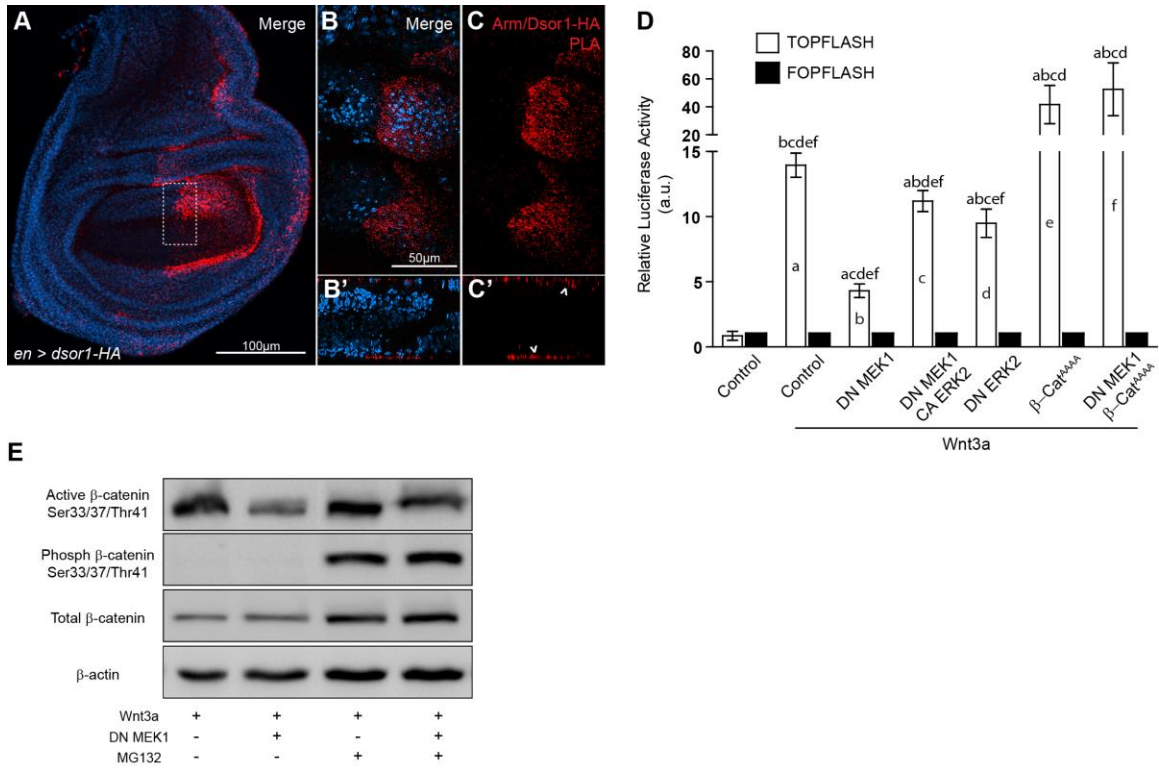 A
Merge
en > dsor1-HA
100μm
B
Merge
50μm
B'
C
Arm/Dsor1-HA
PLA
C'
D
TOPFLASH
FOPFLASH
Relative Luciferase Activity
(a.u.)
80
60
40
20
15
10
5
0
bcdef
acdef
abdef
abcef
abcd
abcd
a
b
c
d
e
f
Control
Control
DN MEK1
DN MEK1
CA ERK2
DN ERK2
β–Cat^AAAA
DN MEK1
β–Cat^AAAA
Wnt3a
E
Active β-catenin
Ser33/37/Thr41
Phosph β-catenin
Ser33/37/Thr41
Total β-catenin
β-actin
Wnt3a + + + +
DN MEK1 - + - +
MG132 - - + +